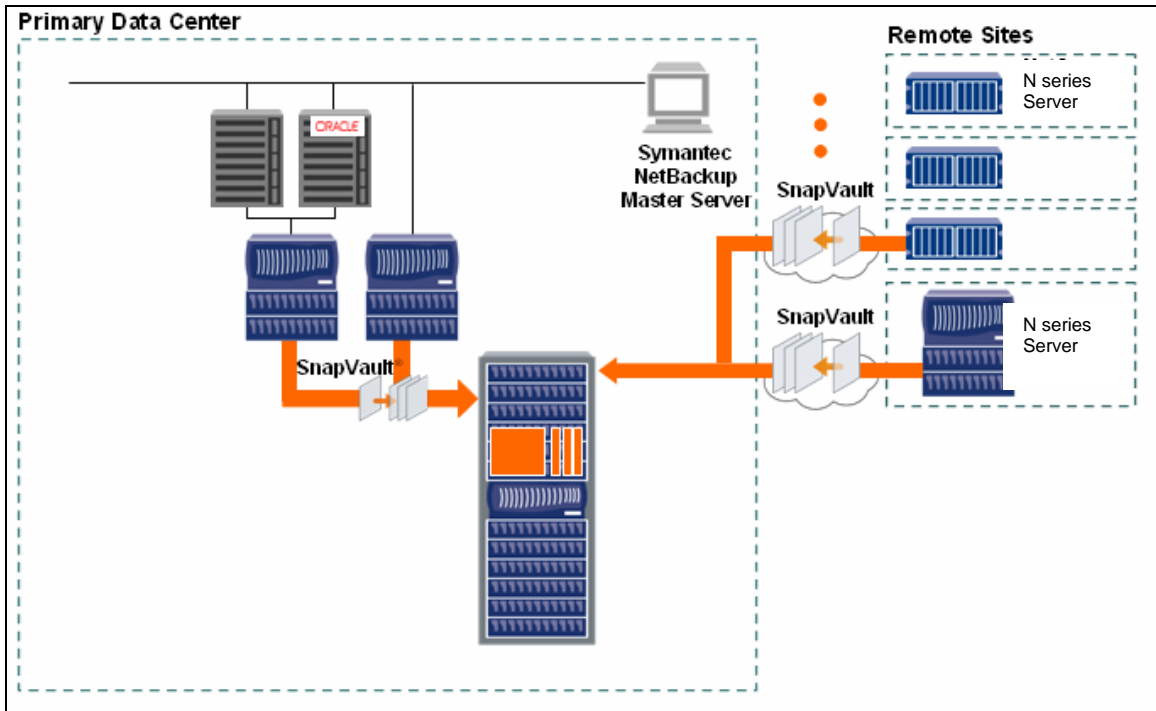 Primary Data Center
Remote Sites
N series
Server
ORACLE
Symantec
NetBackup
Master Server
SnapVault
SnapVault
N series
Server
SnapVault®